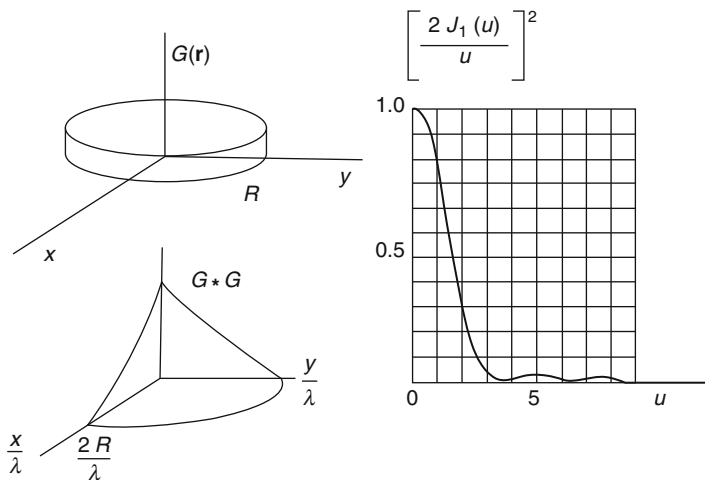 G(r)
y
R
x
G * G
y/λ
x/λ
2 R/λ
[2 J₁ (u)/u]²
1.0
0.5
0
5
u